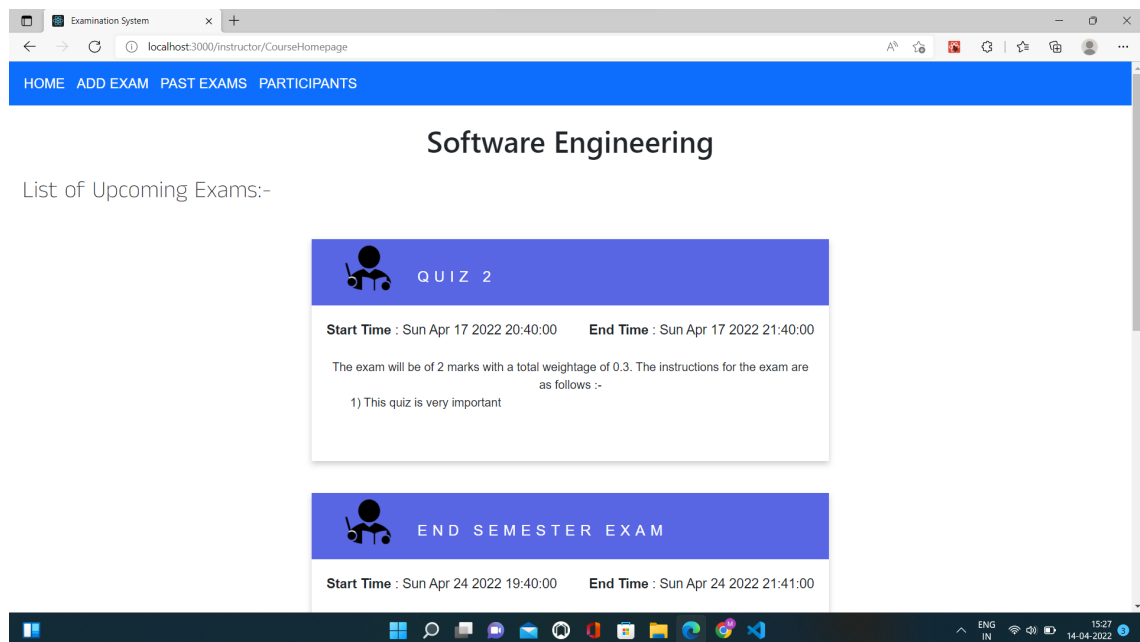 Examination System
localhost:3000/instructor/CourseHomepage
HOME ADD EXAM PAST EXAMS PARTICIPANTS
Software Engineering
List of Upcoming Exams:-
QUIZ 2
Start Time : Sun Apr 17 2022 20:40:00 End Time : Sun Apr 17 2022 21:40:00
The exam will be of 2 marks with a total weightage of 0.3. The instructions for the exam are
as follows :-
1) This quiz is very important
END SEMESTER EXAM
Start Time : Sun Apr 24 2022 19:40:00 End Time : Sun Apr 24 2022 21:41:00
ENG 15:27
IN 14-04-2022 3